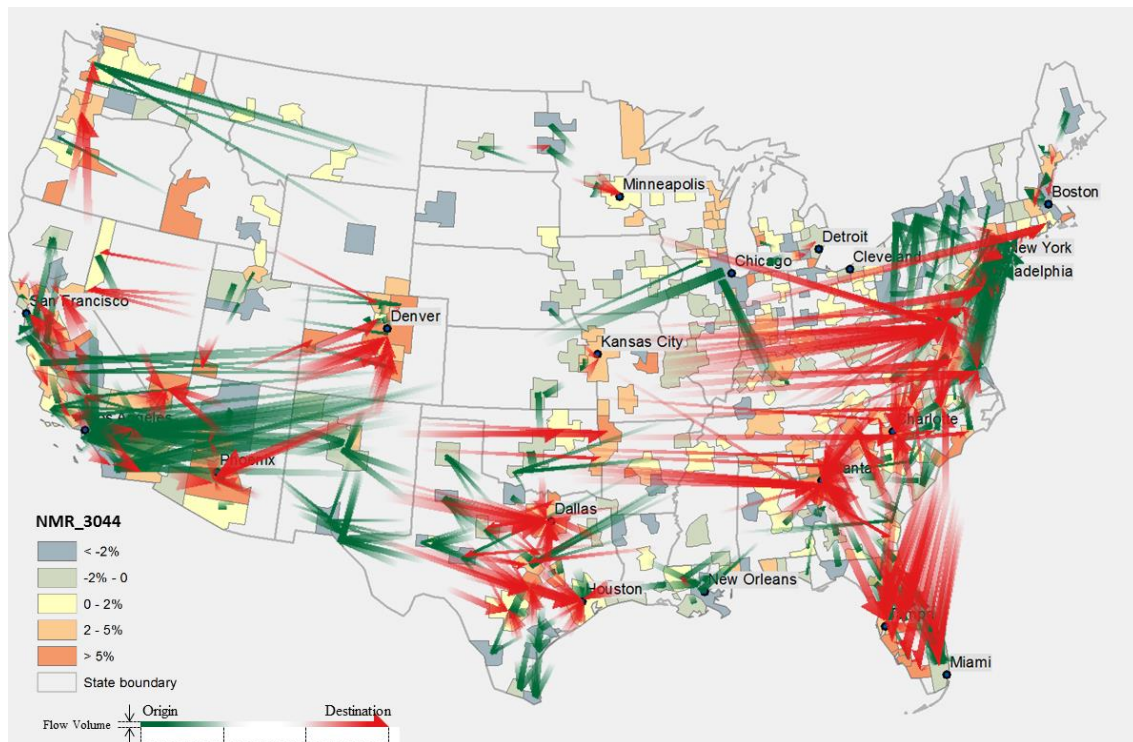 Minneapolis
Boston
Detroit
Chicago
Cleveland
New York
San Francisco
Denver
Kansas City
Charlotte
Phoenix
Dallas
Houston
New Orleans
Miami
NMR_3044
< -2%
-2% - 0
0 - 2%
2 - 5%
> 5%
State boundary
Origin
Destination
Flow Volume